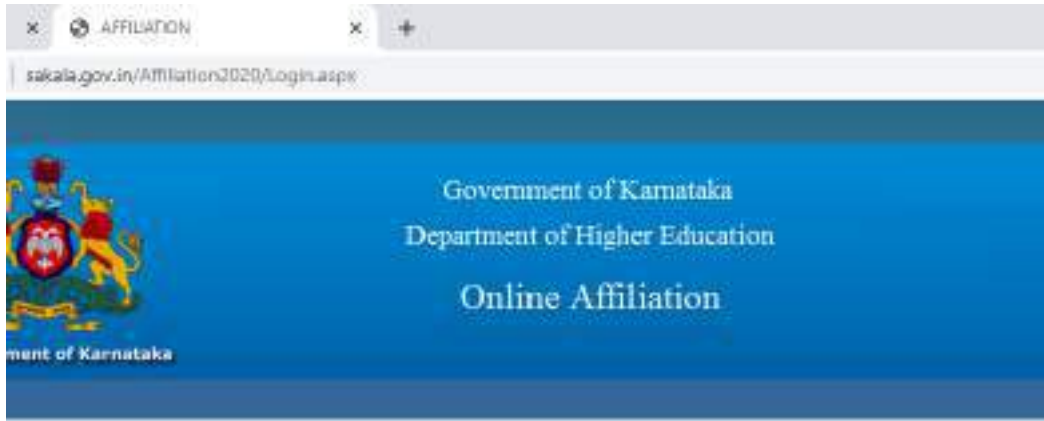 AFFILIATION
sakala.gov.in/Affiliation2020/Login.aspx
Government of Karnataka
Department of Higher Education
Online Affiliation
ment of Karnataka